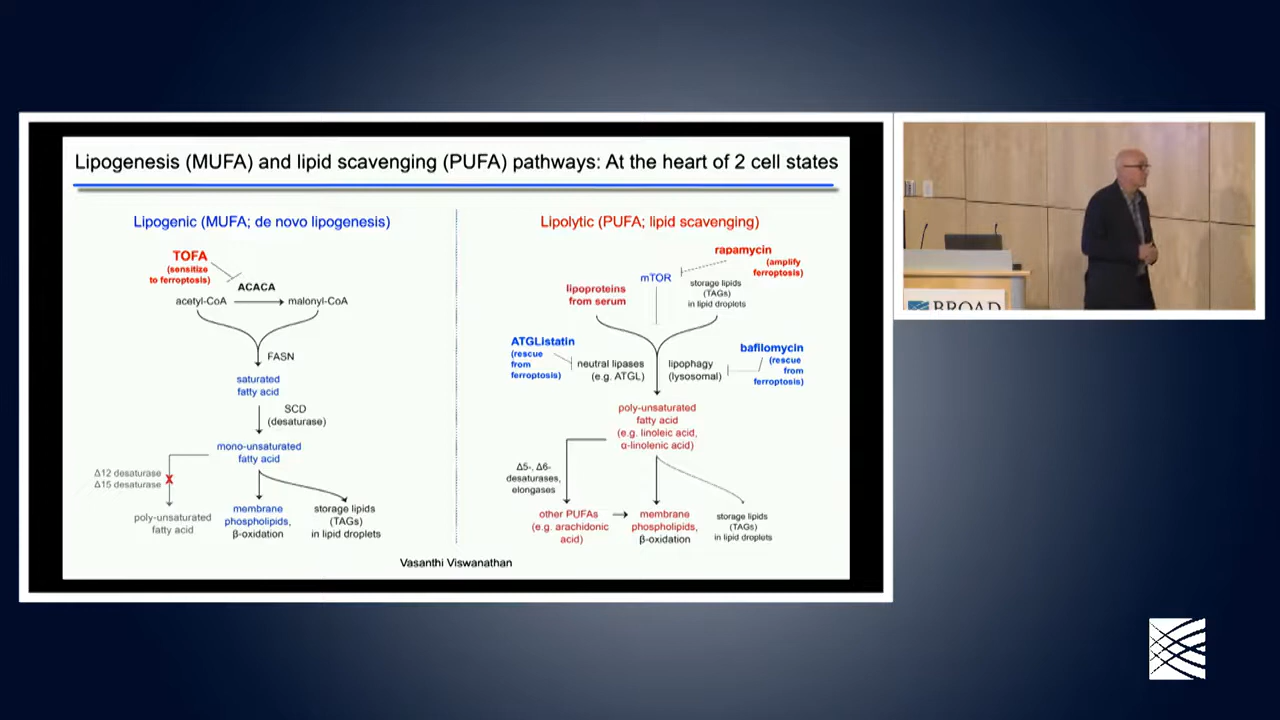 Lipogenesis (MUFA) and lipid scavenging (PUFA) pathways: At the heart of 2 cell states
Lipogenic (MUFA; de novo lipogenesis)
TOFA
(sensitize
to ferroptosis)
ACACA
acetyl-CoA
malonyl-CoA
FASN
saturated
fatty acid
SCD
(desaturase)
mono-unsaturated
fatty acid
Δ12 desaturase
Δ15 desaturase
X
poly-unsaturated
fatty acid
membrane
phospholipids,
β-oxidation
storage lipids
(TAGs)
in lipid droplets
Lipolytic (PUFA; lipid scavenging)
rapamycin
(amplify
ferroptosis)
mTOR
lipoproteins
from serum
storage lipids
(TAGs)
in lipid droplets
ATGListatin
(rescue
from
ferroptosis)
neutral lipases
(e.g. ATGL)
lipophagy
(lysosomal)
bafilomycin
(rescue
from
ferroptosis)
poly-unsaturated
fatty acid
(e.g. linoleic acid,
α-linolenic acid)
Δ5-, Δ6-
desaturases,
elongases
other PUFAs
(e.g. arachidonic
acid)
membrane
phospholipids,
β-oxidation
storage lipids
(TAGs)
in lipid droplets
Vasanthi Viswanathan
BROAD